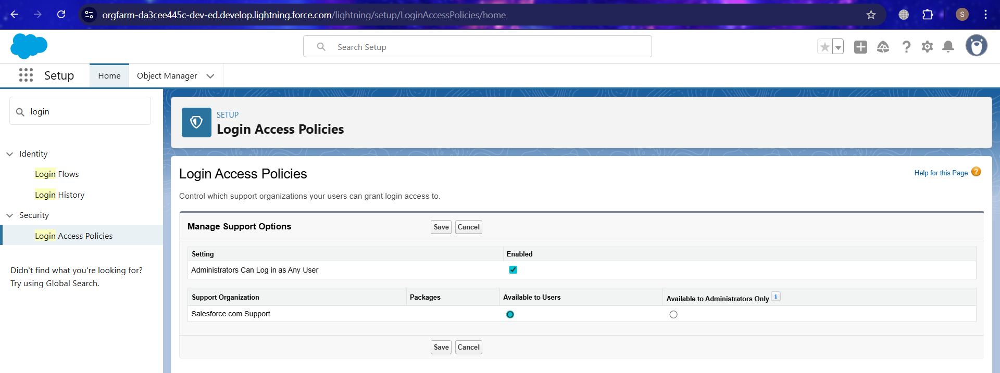 orgfarm-da3cee445c-dev-ed.develop.lightning.force.com/lightning/setup/LoginAccessPolicies/home
S
Search Setup
Setup
Home
Object Manager
login
Identity
Login Flows
Login History
Security
Login Access Policies
Didn't find what you're looking for?
Try using Global Search.
SETUP
Login Access Policies
Login Access Policies
Help for this Page ?
Control which support organizations your users can grant login access to.
Manage Support Options Save Cancel
Setting Enabled
Administrators Can Log in as Any User
Support Organization Packages Available to Users Available to Administrators Only i
Salesforce.com Support
Save Cancel